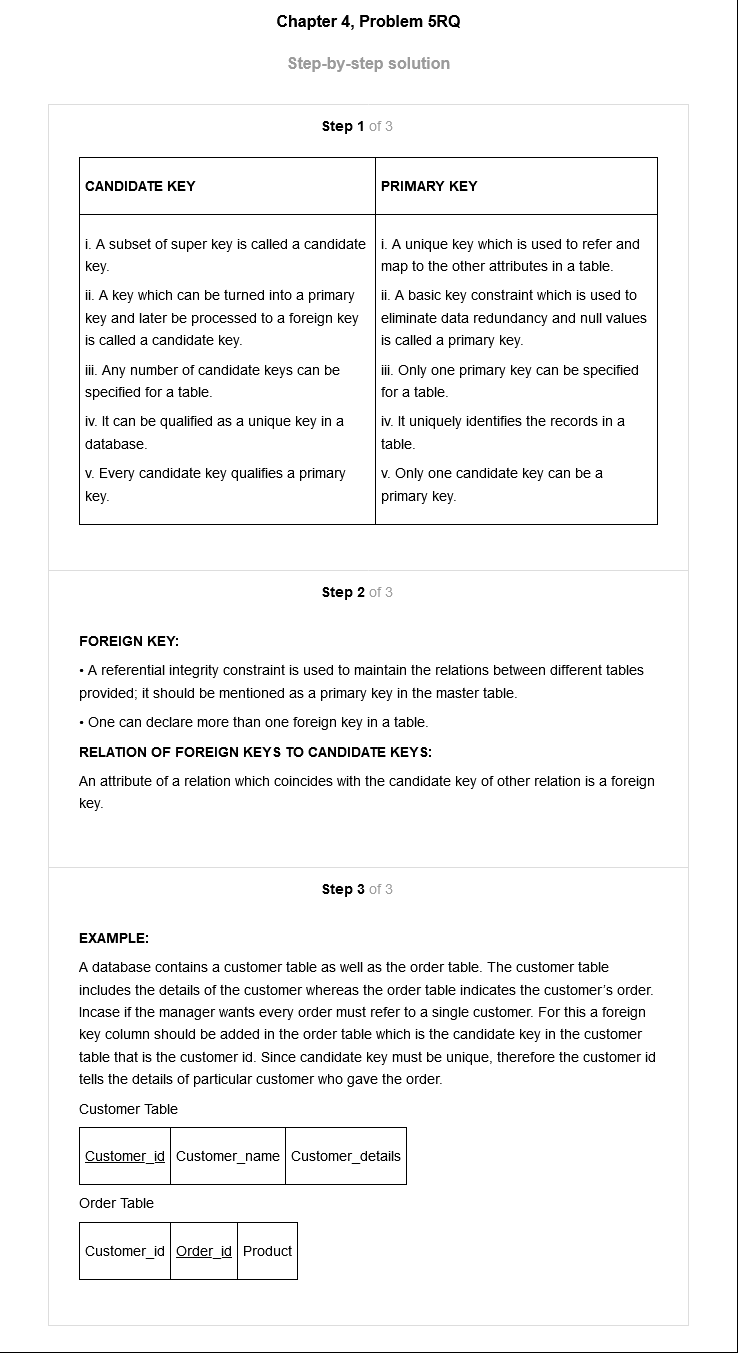 Chapter 4, Problem 5RQ
Step-by-step solution
Step 1 of 3
CANDIDATE KEY
PRIMARY KEY
i. A subset of super key is called a candidate
key.
ii. A key which can be turned into a primary
key and later be processed to a foreign key
is called a candidate key.
iii. Any number of candidate keys can be
specified for a table.
iv. It can be qualified as a unique key in a
database.
v. Every candidate key qualifies a primary
key.
i. A unique key which is used to refer and
map to the other attributes in a table.
ii. A basic key constraint which is used to
eliminate data redundancy and null values
is called a primary key.
iii. Only one primary key can be specified
for a table.
iv. It uniquely identifies the records in a
table.
v. Only one candidate key can be a
primary key.
Step 2 of 3
FOREIGN KEY:
• A referential integrity constraint is used to maintain the relations between different tables
provided; it should be mentioned as a primary key in the master table.
• One can declare more than one foreign key in a table.
RELATION OF FOREIGN KEYS TO CANDIDATE KEYS:
An attribute of a relation which coincides with the candidate key of other relation is a foreign
key.
Step 3 of 3
EXAMPLE:
A database contains a customer table as well as the order table. The customer table
includes the details of the customer whereas the order table indicates the customer’s order.
Incase if the manager wants every order must refer to a single customer. For this a foreign
key column should be added in the order table which is the candidate key in the customer
table that is the customer id. Since candidate key must be unique, therefore the customer id
tells the details of particular customer who gave the order.
Customer Table
Customer_id Customer_name Customer_details
Order Table
Customer_id Order_id Product